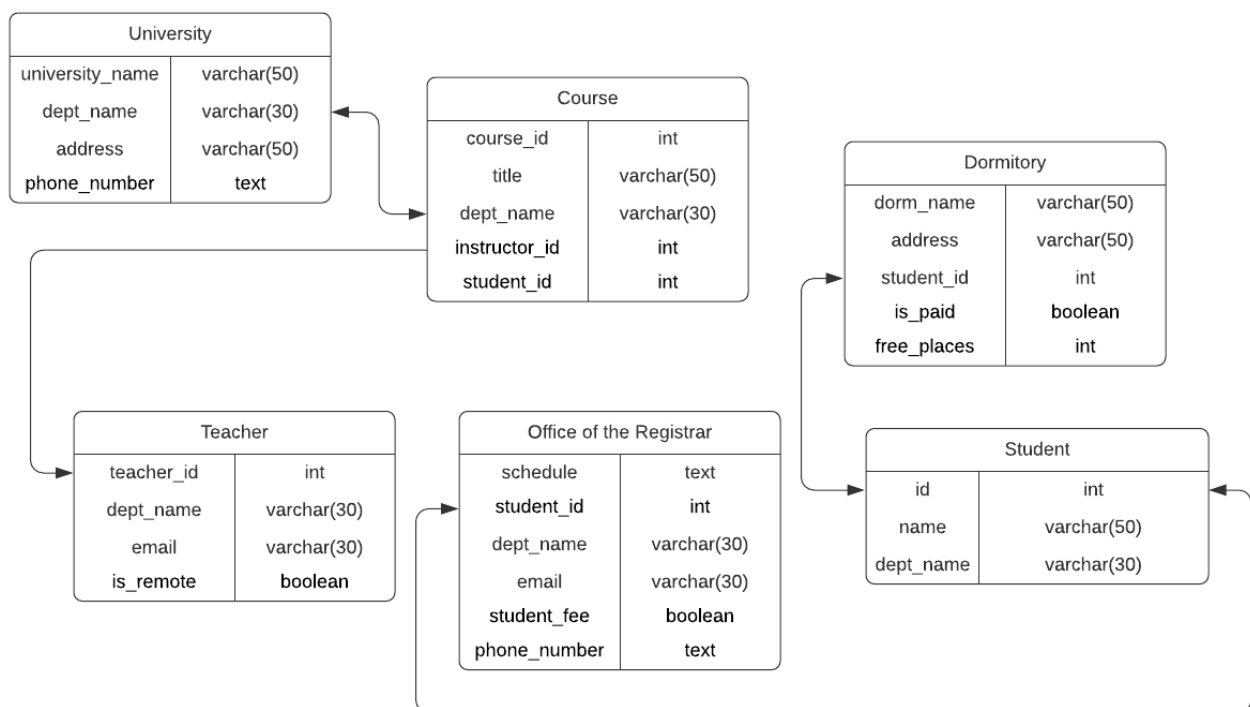 University
university_name varchar(50)
dept_name varchar(30)
address varchar(50)
phone_number text
Course
course_id int
title varchar(50)
dept_name varchar(30)
instructor_id int
student_id int
Dormitory
dorm_name varchar(50)
address varchar(50)
student_id int
is_paid boolean
free_places int
Teacher
teacher_id int
dept_name varchar(30)
email varchar(30)
is_remote boolean
Office of the Registrar
schedule text
student_id int
dept_name varchar(30)
email varchar(30)
student_fee boolean
phone_number text
Student
id int
name varchar(50)
dept_name varchar(30)